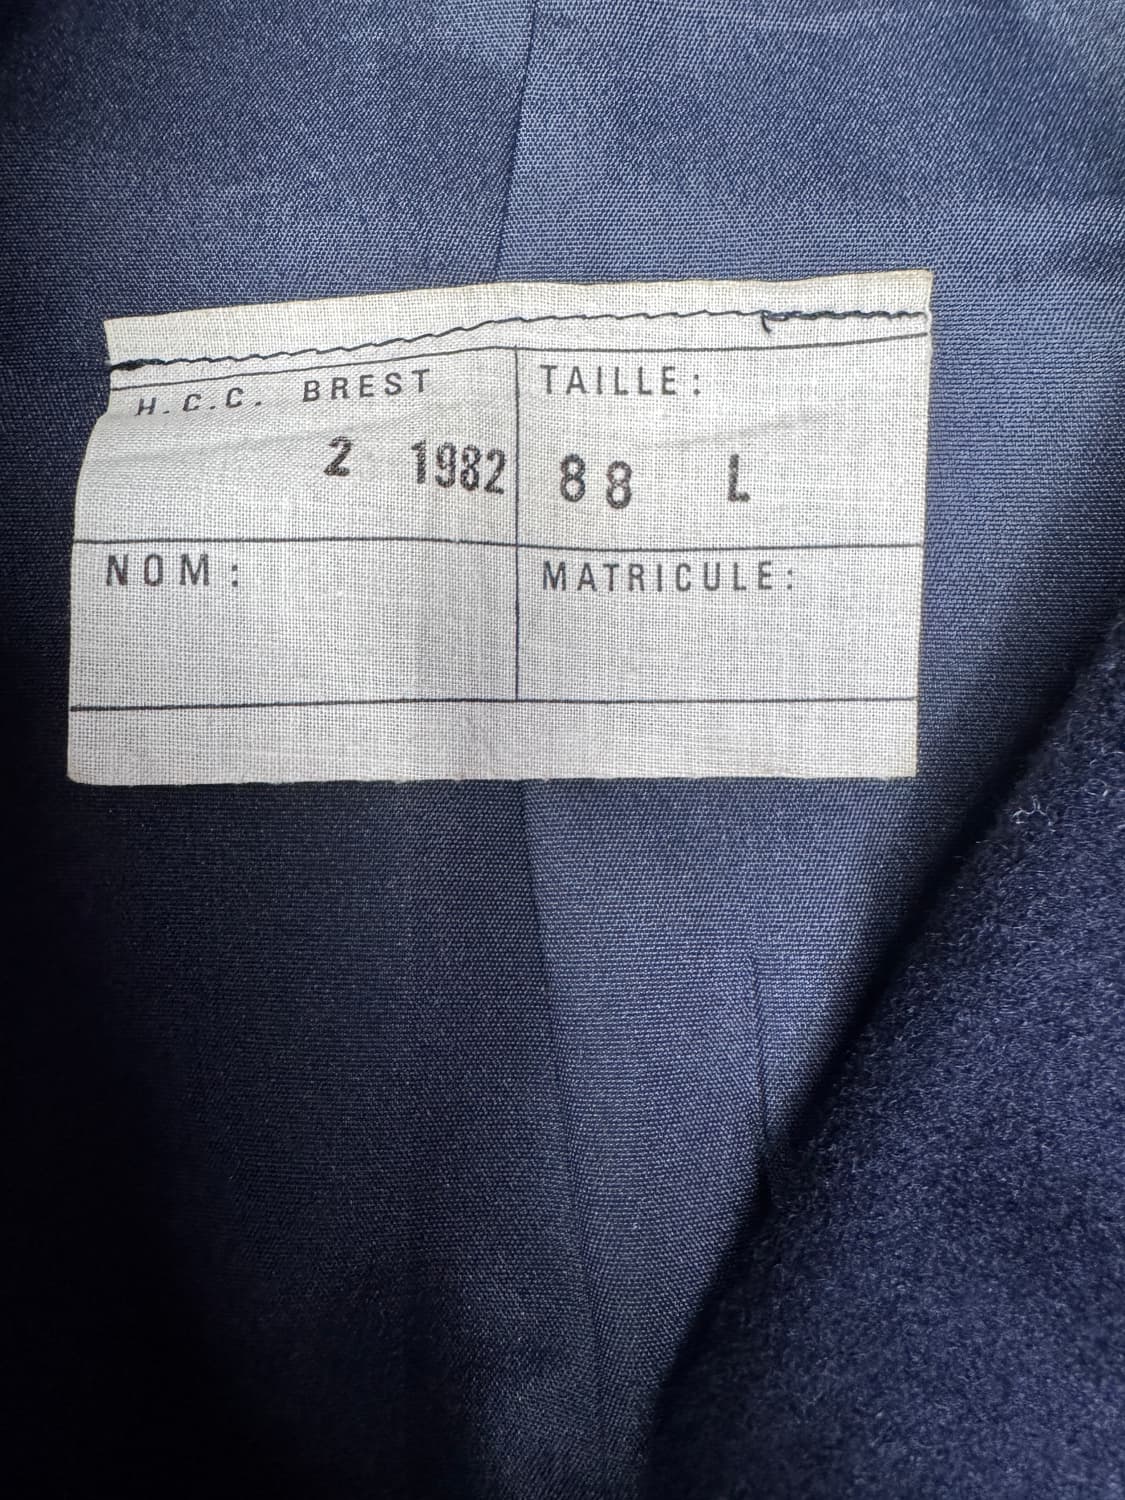 H.C.C. BREST
2 1982
TAILLE:
88 L
NOM:
MATRICULE: